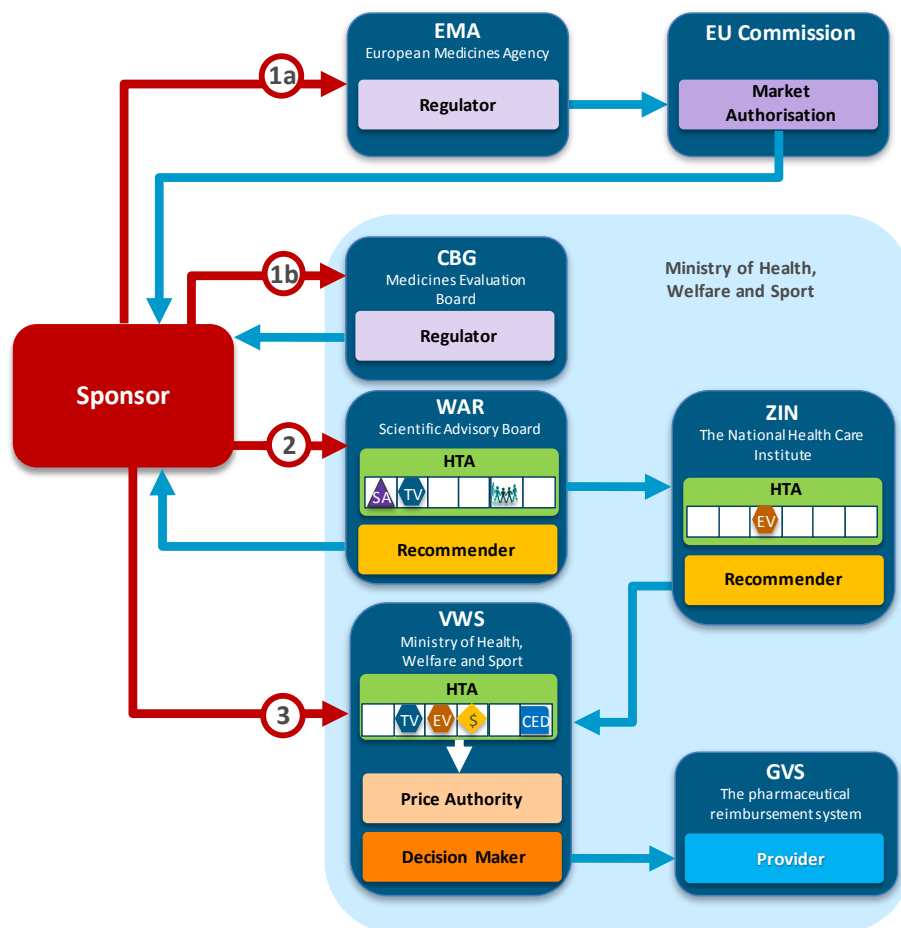 EMA
European Medicines Agency
Regulator
EU Commission
Market
Authorisation
1a
Ministry of Health,
Welfare and Sport
1b
CBG
Medicines Evaluation
Board
Regulator
Sponsor
2
WAR
Scientific Advisory Board
HTA
SA TV
Recommender
ZIN
The National Health Care
Institute
HTA
EV
Recommender
3
VWS
Ministry of Health,
Welfare and Sport
HTA
TV EV $ CED
Price Authority
Decision Maker
GVS
The pharmaceutical
reimbursement system
Provider